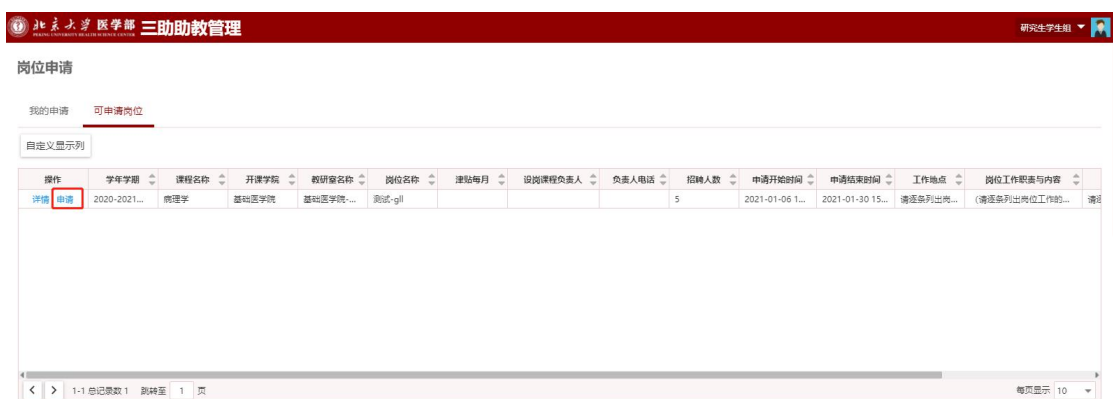 北京大学 医学部 三助助教管理
PEKING UNIVERSITY HEALTH SCIENCE CENTER
研究生学生组
岗位申请
我的申请 可申请岗位
自定义显示列
操作 学年学期 课程名称 开课学院 教研室名称 岗位名称 津贴每月 设岗课程负责人 负责人电话 招聘人数 申请开始时间 申请结束时间 工作地点 岗位工作职责与内容
详情 申请 2020-2021... 病理学 基础医学院 基础医学院-... 测试-gll 5 2021-01-06 1... 2021-01-30 15... 请逐条列出岗... (请逐条列出岗位工作的... 请逐
1-1 总记录数 1 跳转至 1 页 每页显示 10